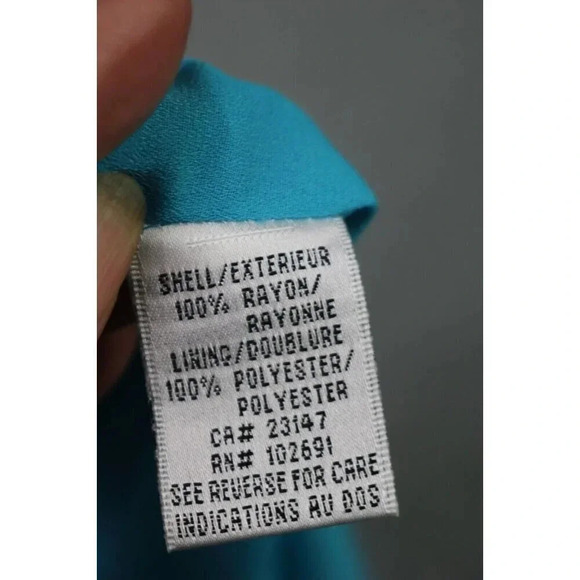 SHELL/EXTERIEUR
100% RAYON/
RAYONNE
LINING/DOUBLURE
100% POLYESTER/
POLYESTER
CA# 23147
RN# 102691
SEE REVERSE FOR CARE
INDICATIONS AU DOS